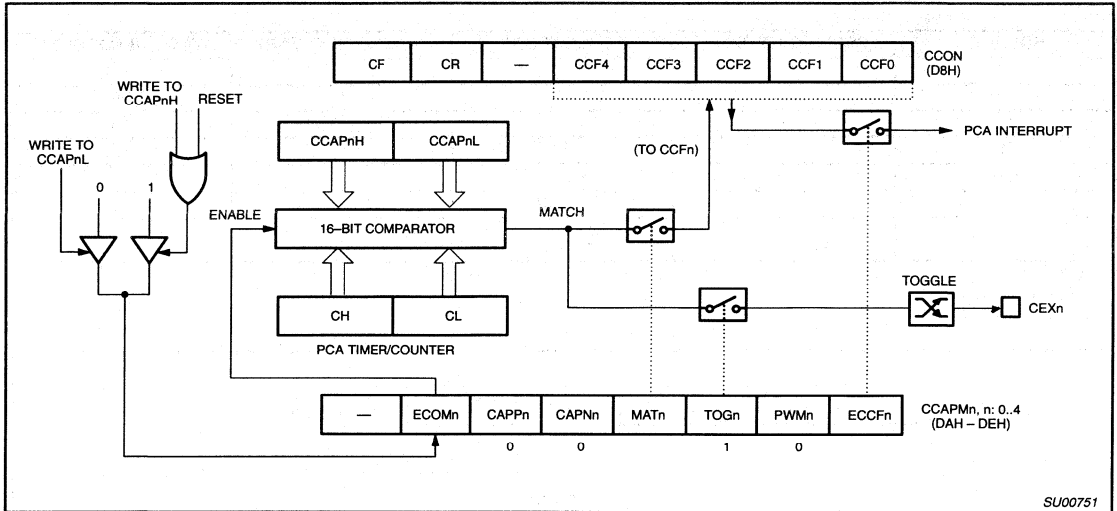 CF CR — CCF4 CCF3 CCF2 CCF1 CCF0
CCON
(D8H)
WRITE TO
CCAPnH
RESET
WRITE TO
CCAPnL
0 1
CCAPnH CCAPnL
(TO CCFn)
PCA INTERRUPT
ENABLE
16–BIT COMPARATOR
MATCH
TOGGLE
CH CL
CEXn
PCA TIMER/COUNTER
— ECOMn CAPPn CAPNn MATn TOGn PWMn ECCFn
CCAPMn, n: 0..4
(DAH – DEH)
0 0 1 0
SU00751